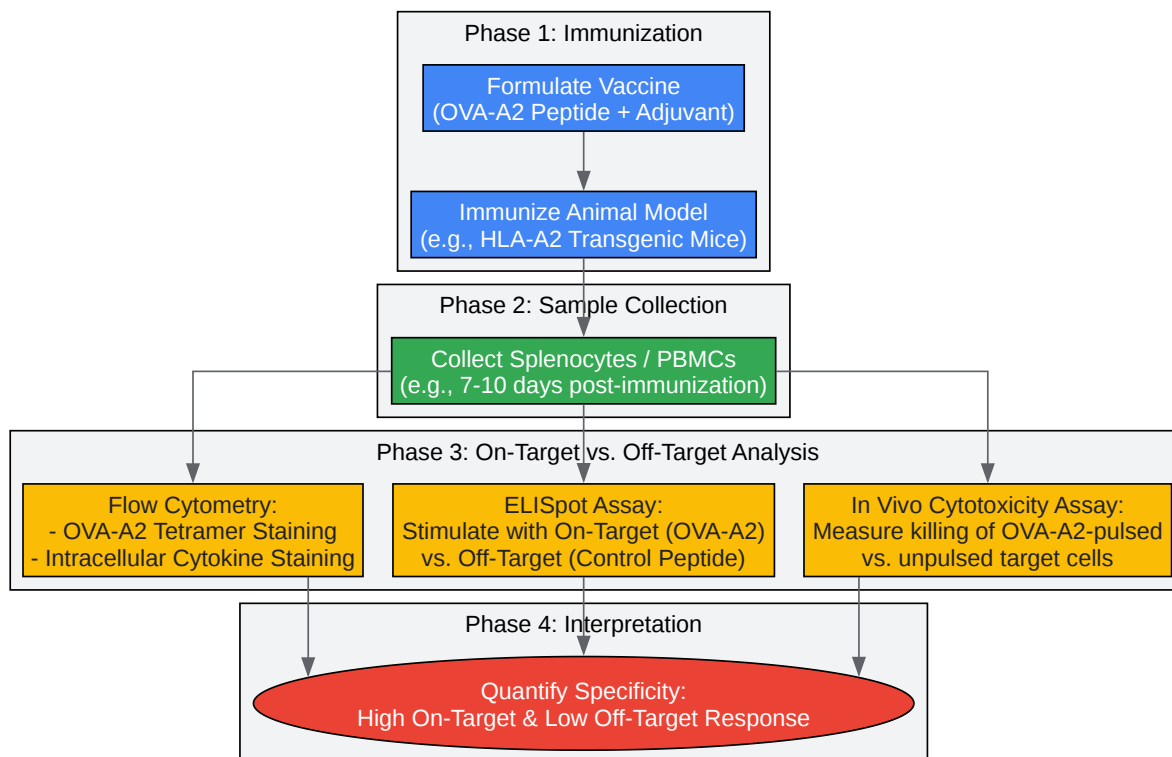 Phase 1: Immunization
Formulate Vaccine
(OVA-A2 Peptide + Adjuvant)
Immunize Animal Model
(e.g., HLA-A2 Transgenic Mice)
Phase 2: Sample Collection
Collect Splenocytes / PBMCs
(e.g., 7-10 days post-immunization)
Phase 3: On-Target vs. Off-Target Analysis
Flow Cytometry:
- OVA-A2 Tetramer Staining
- Intracellular Cytokine Staining
ELISpot Assay:
Stimulate with On-Target (OVA-A2)
vs. Off-Target (Control Peptide)
In Vivo Cytotoxicity Assay:
Measure killing of OVA-A2-pulsed
vs. unpulsed target cells
Phase 4: Interpretation
Quantify Specificity:
High On-Target & Low Off-Target Response